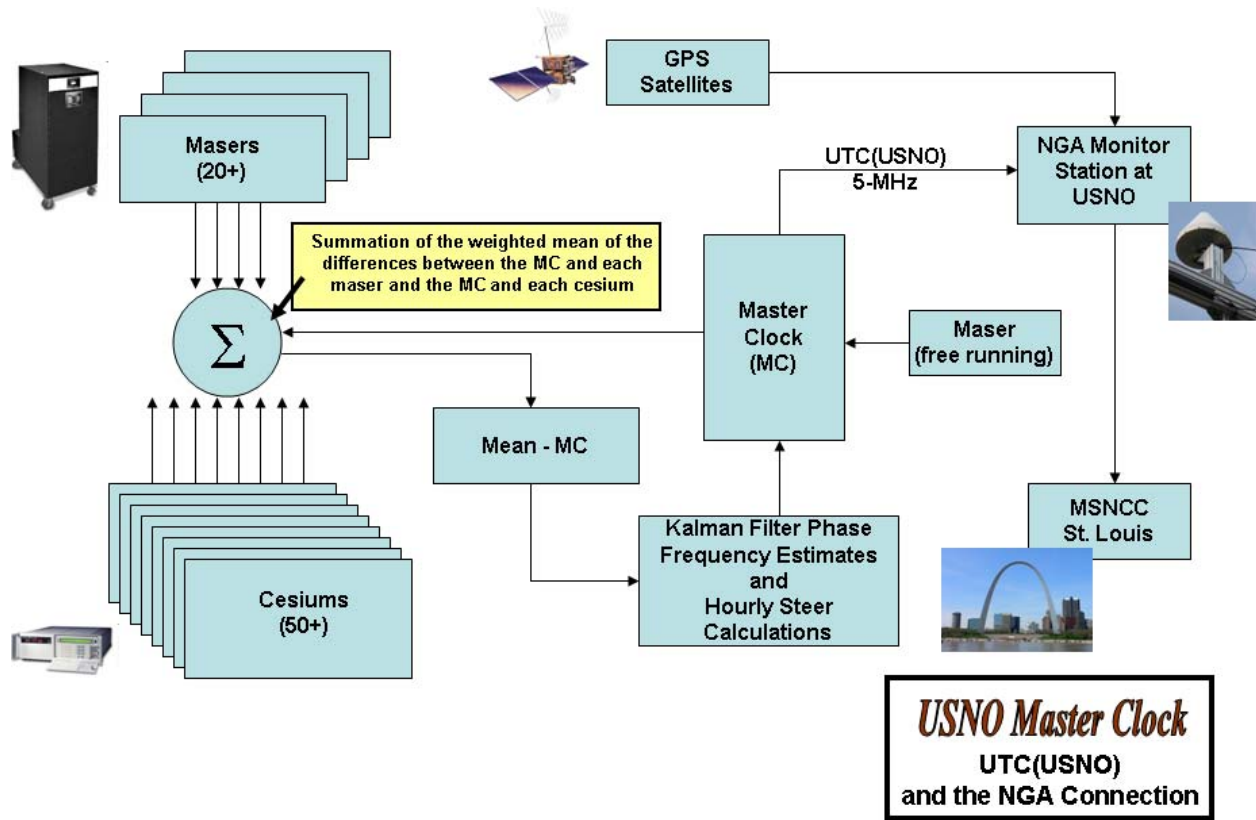 GPS
Satellites
Masers
(20+)
UTC(USNO)
5-MHz
NGA Monitor
Station at
USNO
Summation of the weighted mean of the
differences between the MC and each
maser and the MC and each cesium
Σ
Master
Clock
(MC)
Maser
(free running)
Mean - MC
Kalman Filter Phase
Frequency Estimates
and
Hourly Steer
Calculations
MSNCC
St. Louis
Cesiums
(50+)
USNO Master Clock
UTC(USNO)
and the NGA Connection